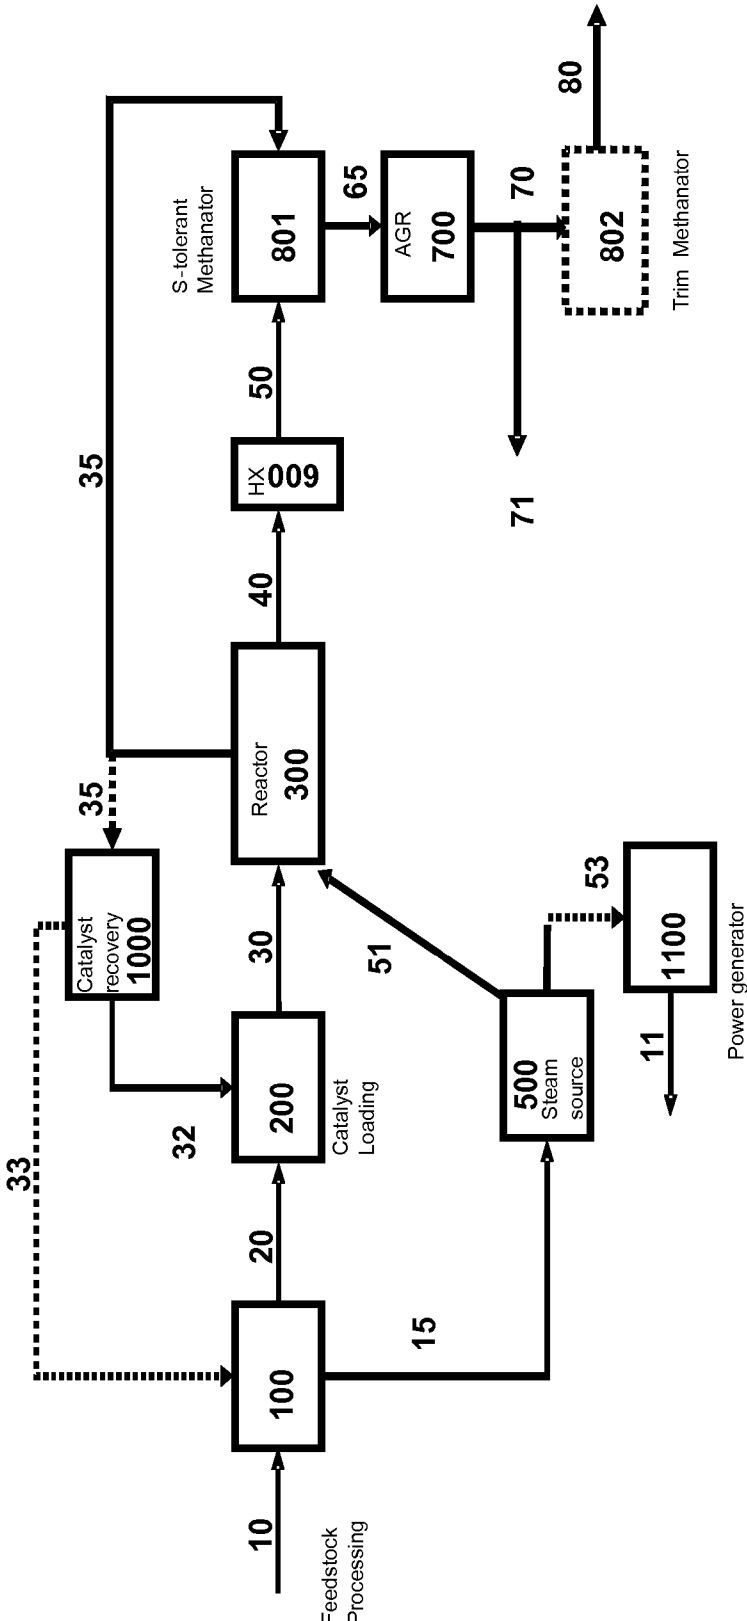 33
35
35
Catalyst
recovery
1000
32
S-tolerant
Methanator
10
100
20
200
30
Reactor
300
40
HX
009
50
801
Feedstock
Processing
Catalyst
Loading
65
15
51
AGR
700
500
Steam
source
71
70
80
53
802
11
1100
Trim Methanator
Power generator